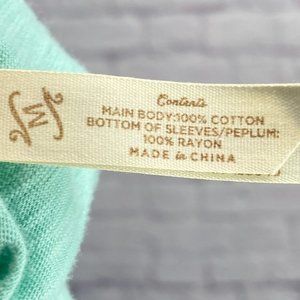 Contents
MAIN BODY:100% COTTON
BOTTOM OF SLEEVES/PEPLUM:
100% RAYON
MADE in CHINA